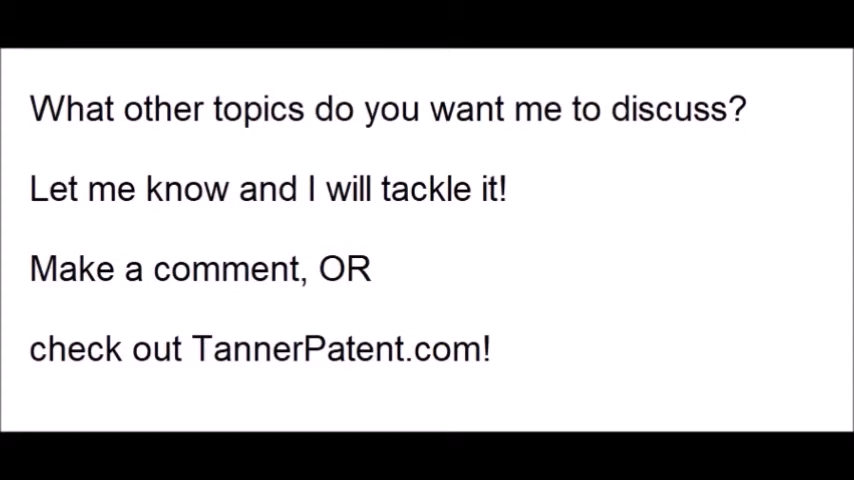 What other topics do you want me to discuss?
Let me know and I will tackle it!
Make a comment, OR
check out TannerPatent.com!